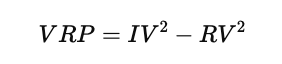 VRP = IV² − RV²